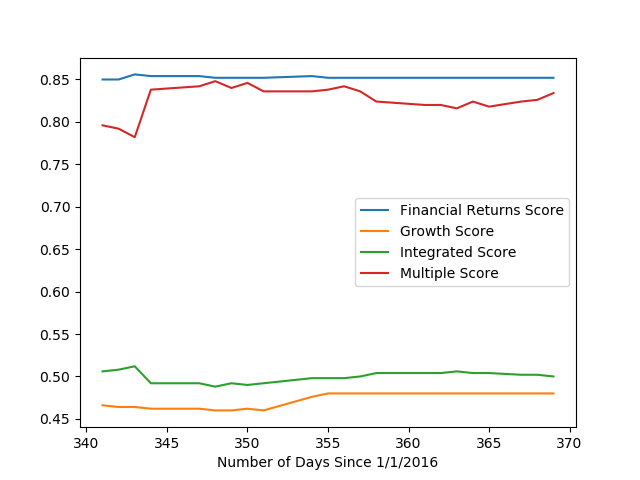 0.85
0.80
0.75
0.70
0.65
0.60
0.55
0.50
0.45
Financial Returns Score
Growth Score
Integrated Score
Multiple Score
340 345 350 355 360 365 370
Number of Days Since 1/1/2016